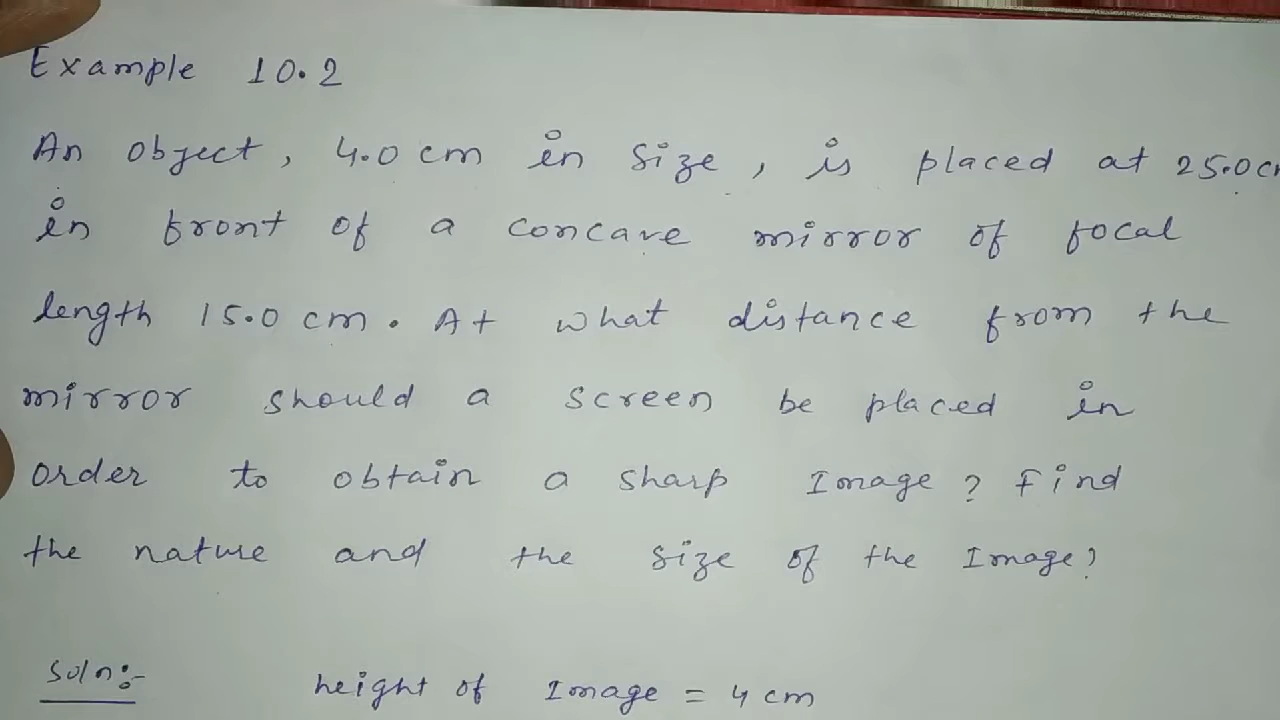 Example 10.2
An object, 4.0 cm in size, is placed at 25.0 cm
in front of a concave mirror of focal
length 15.0 cm. At what distance from the
mirror should a screen be placed in
order to obtain a sharp Image? Find
the nature and the size of the Image?
Soln:- height of Image = 4 cm